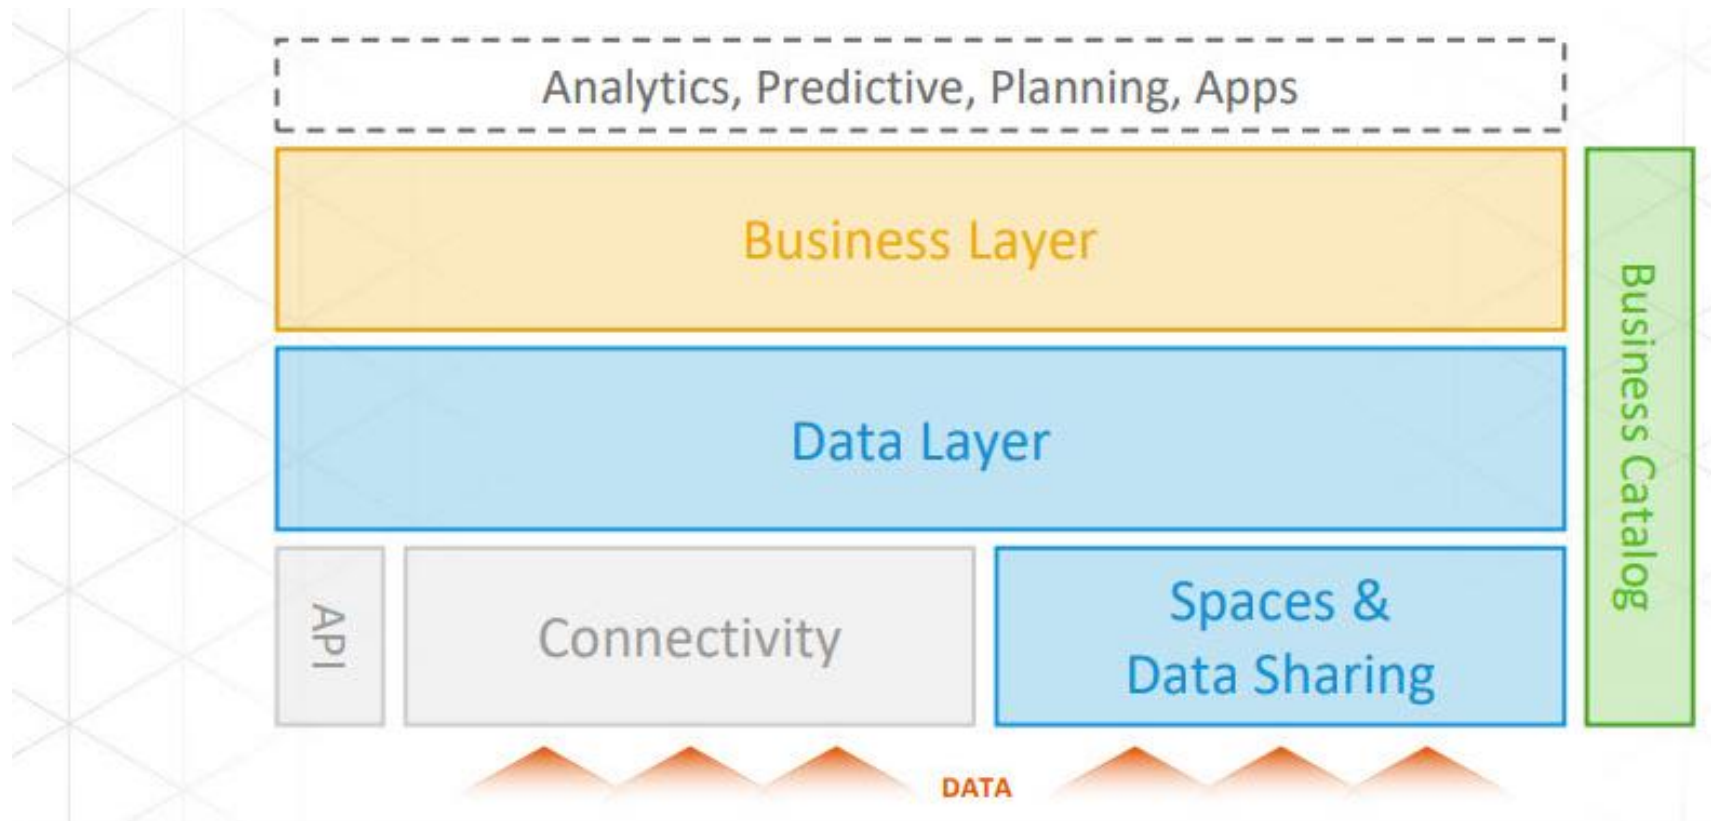 Analytics, Predictive, Planning, Apps
Business Layer
Business Catalog
Data Layer
API
Connectivity
Spaces &
Data Sharing
DATA